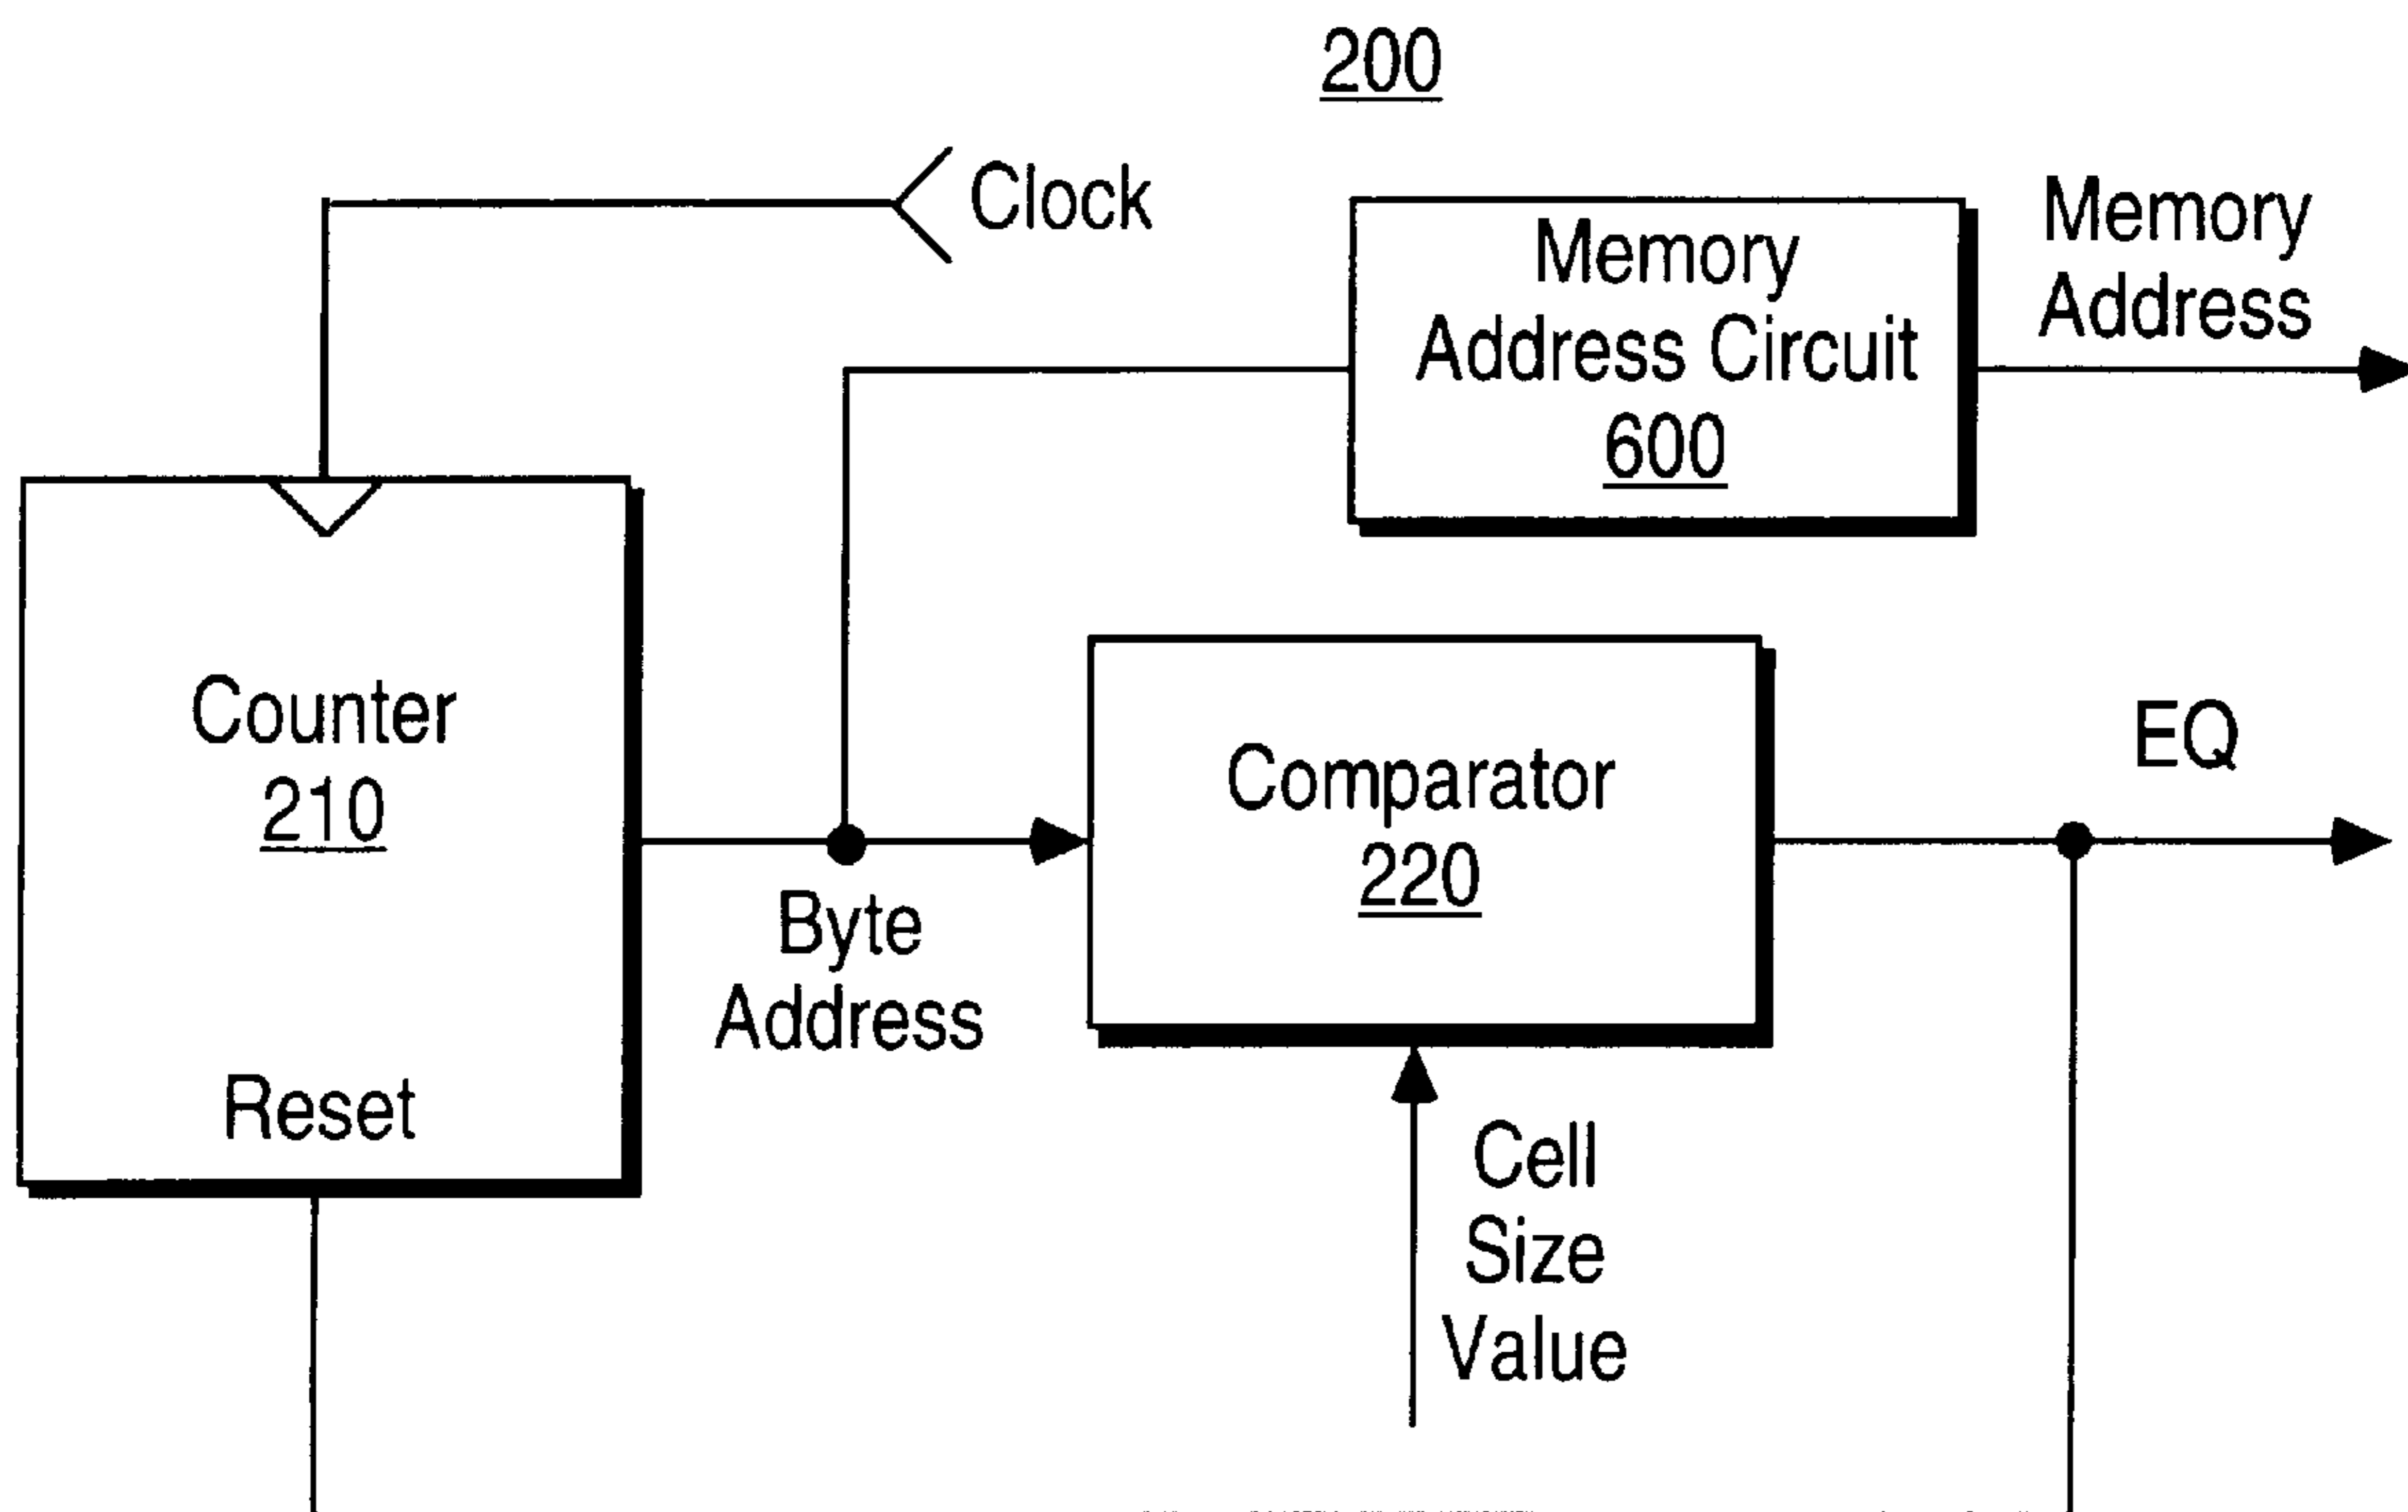 200
Clock
Memory
Address Circuit
600
Memory
Address
Counter
210
Reset
Byte
Address
Comparator
220
EQ
Cell
Size
Value